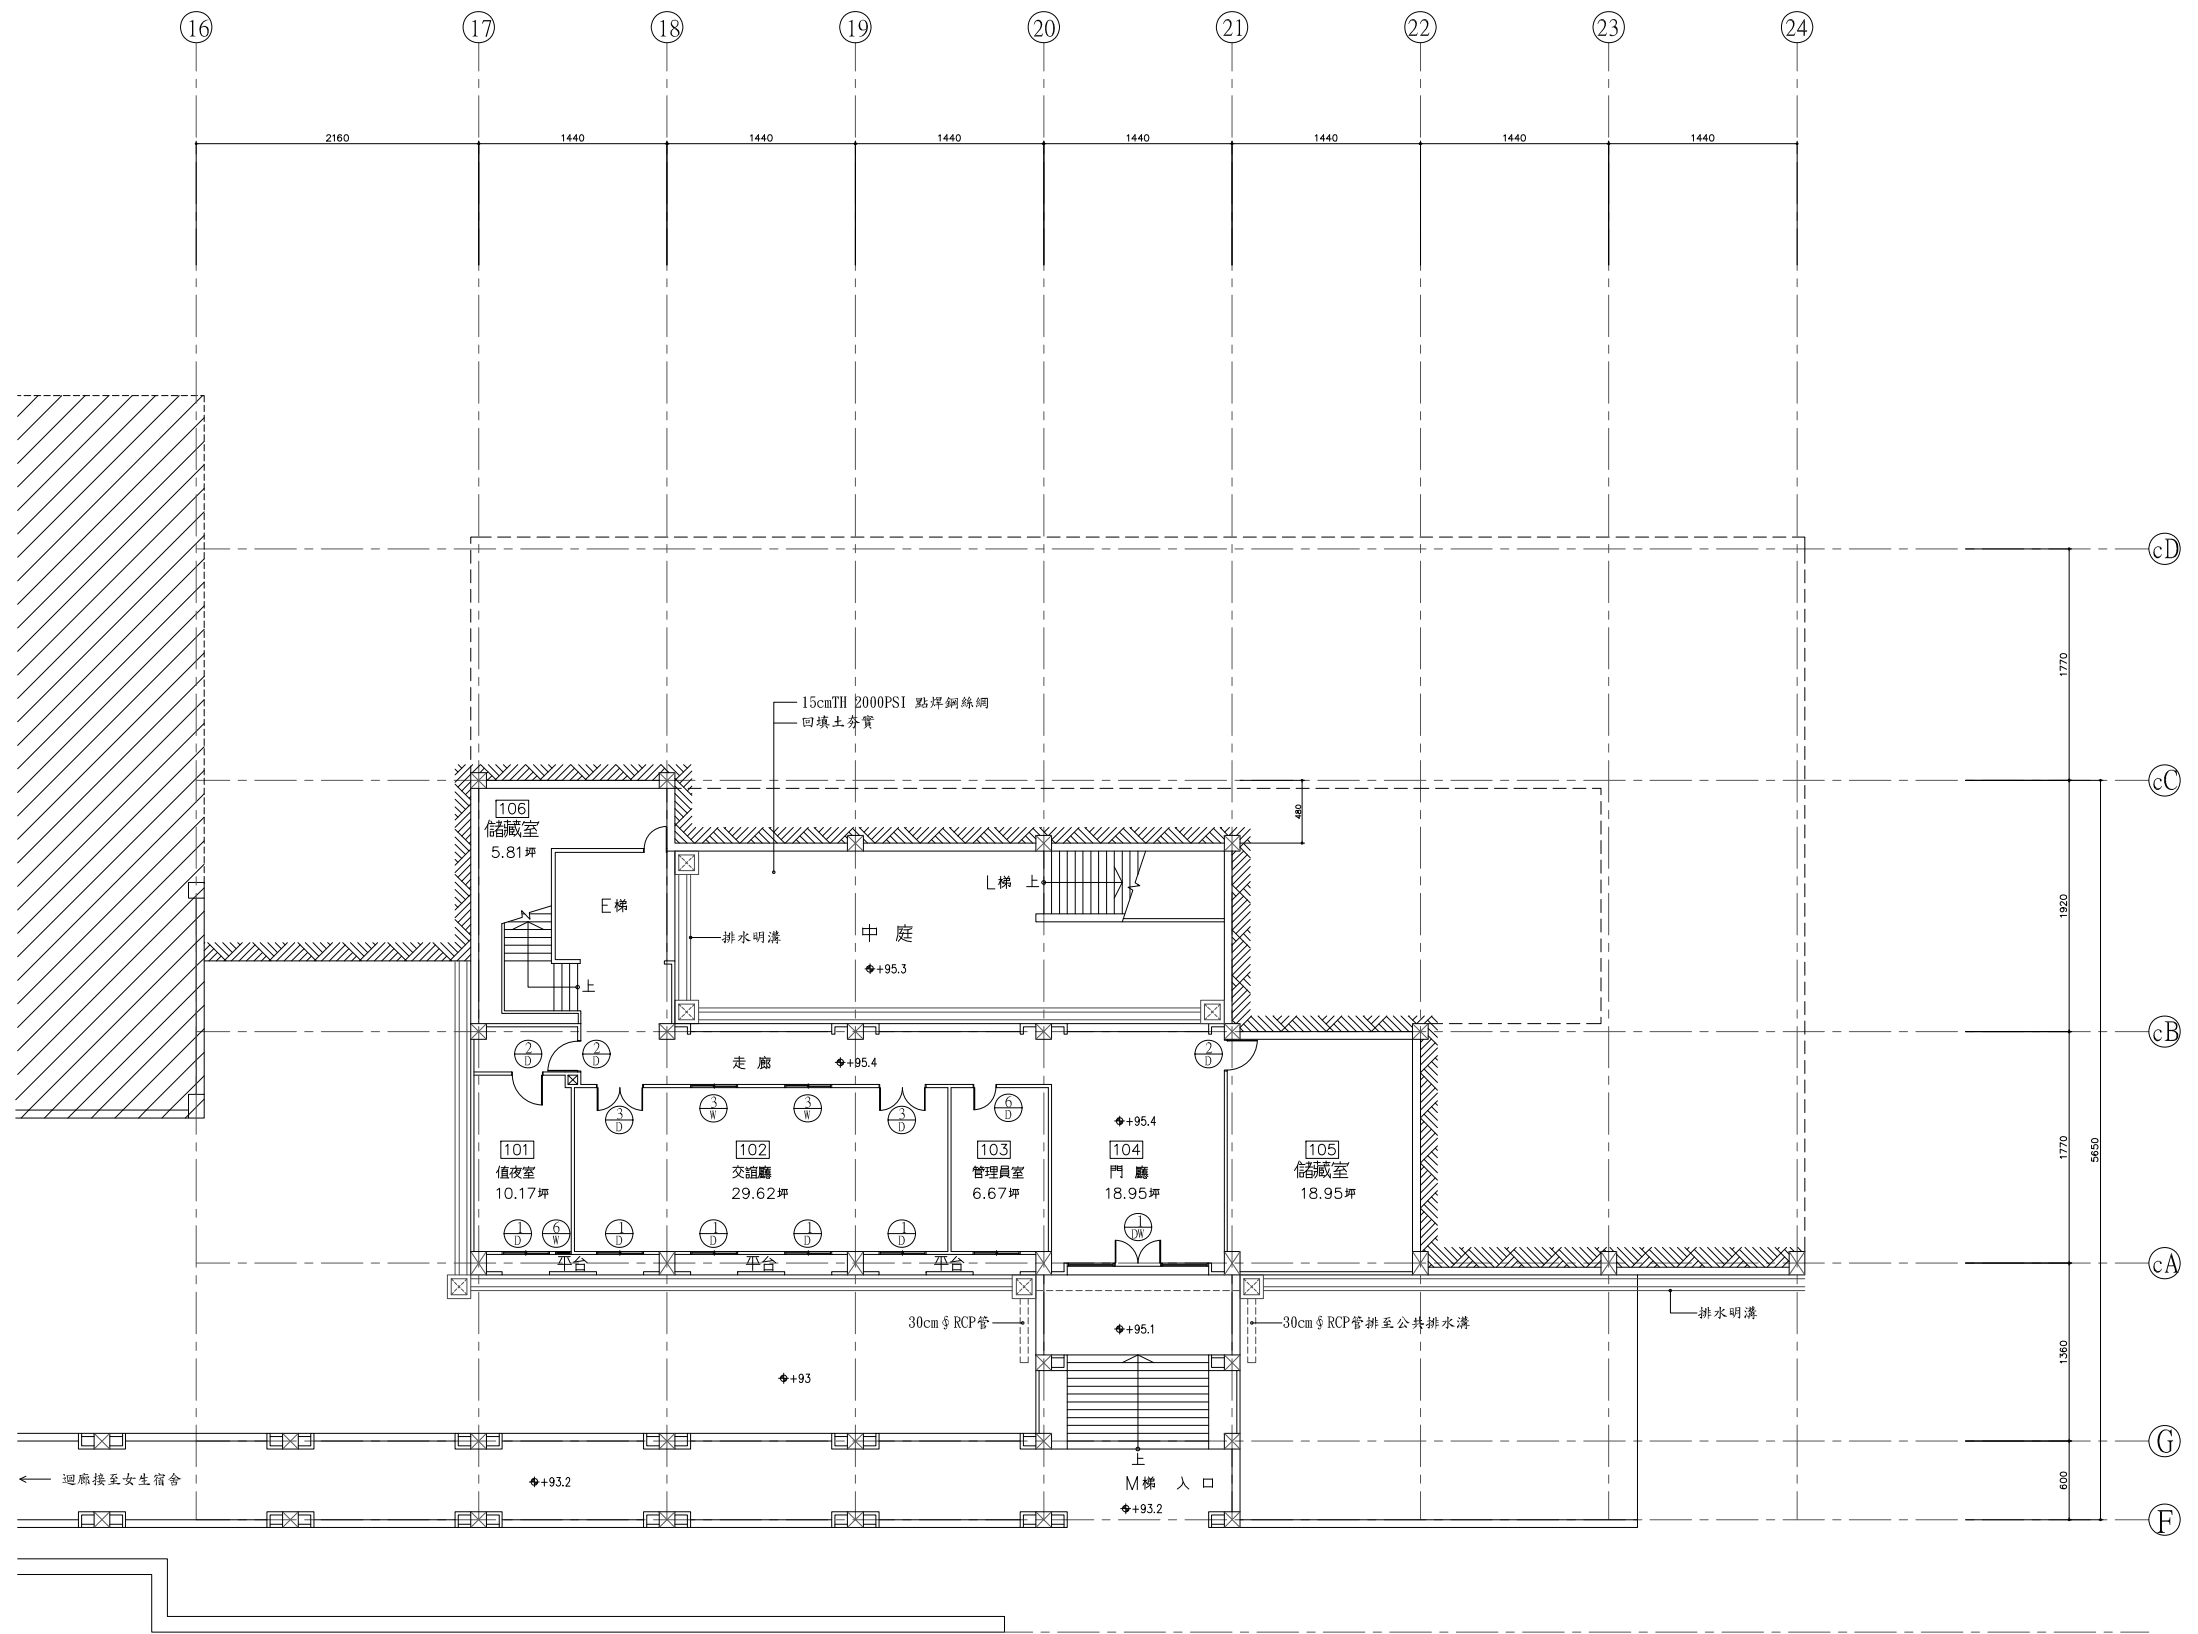 16 17 18 19 20 21 22 23 24
2160 1440 1440 1440 1440 1440 1440 1440
cD
1770
15cmTH 2000PSI 點焊鋼絲網
回填土夯實
cC
106
儲藏室
5.81坪
480
E梯
L梯 上
1920
排水明溝
中 庭
+95.3
上
cB
2 D
2 D
走 廊
+95.4
2 D
3 D
3 W
3 W
3 D
6 D
+95.4
1770
5650
101
值夜室
10.17坪
102
交誼廳
29.62坪
103
管理員室
6.67坪
104
門 廳
18.95坪
105
儲藏室
18.95坪
1 D
6 W
1 D
1 D
1 D
1 D
1 DW
平台
平台
平台
cA
30cm∮RCP管
+95.1
30cm∮RCP管排至公共排水溝
排水明溝
1360
+93
G
上
迴廊接至女生宿舍
+93.2
M梯 入 口
600
+93.2
F